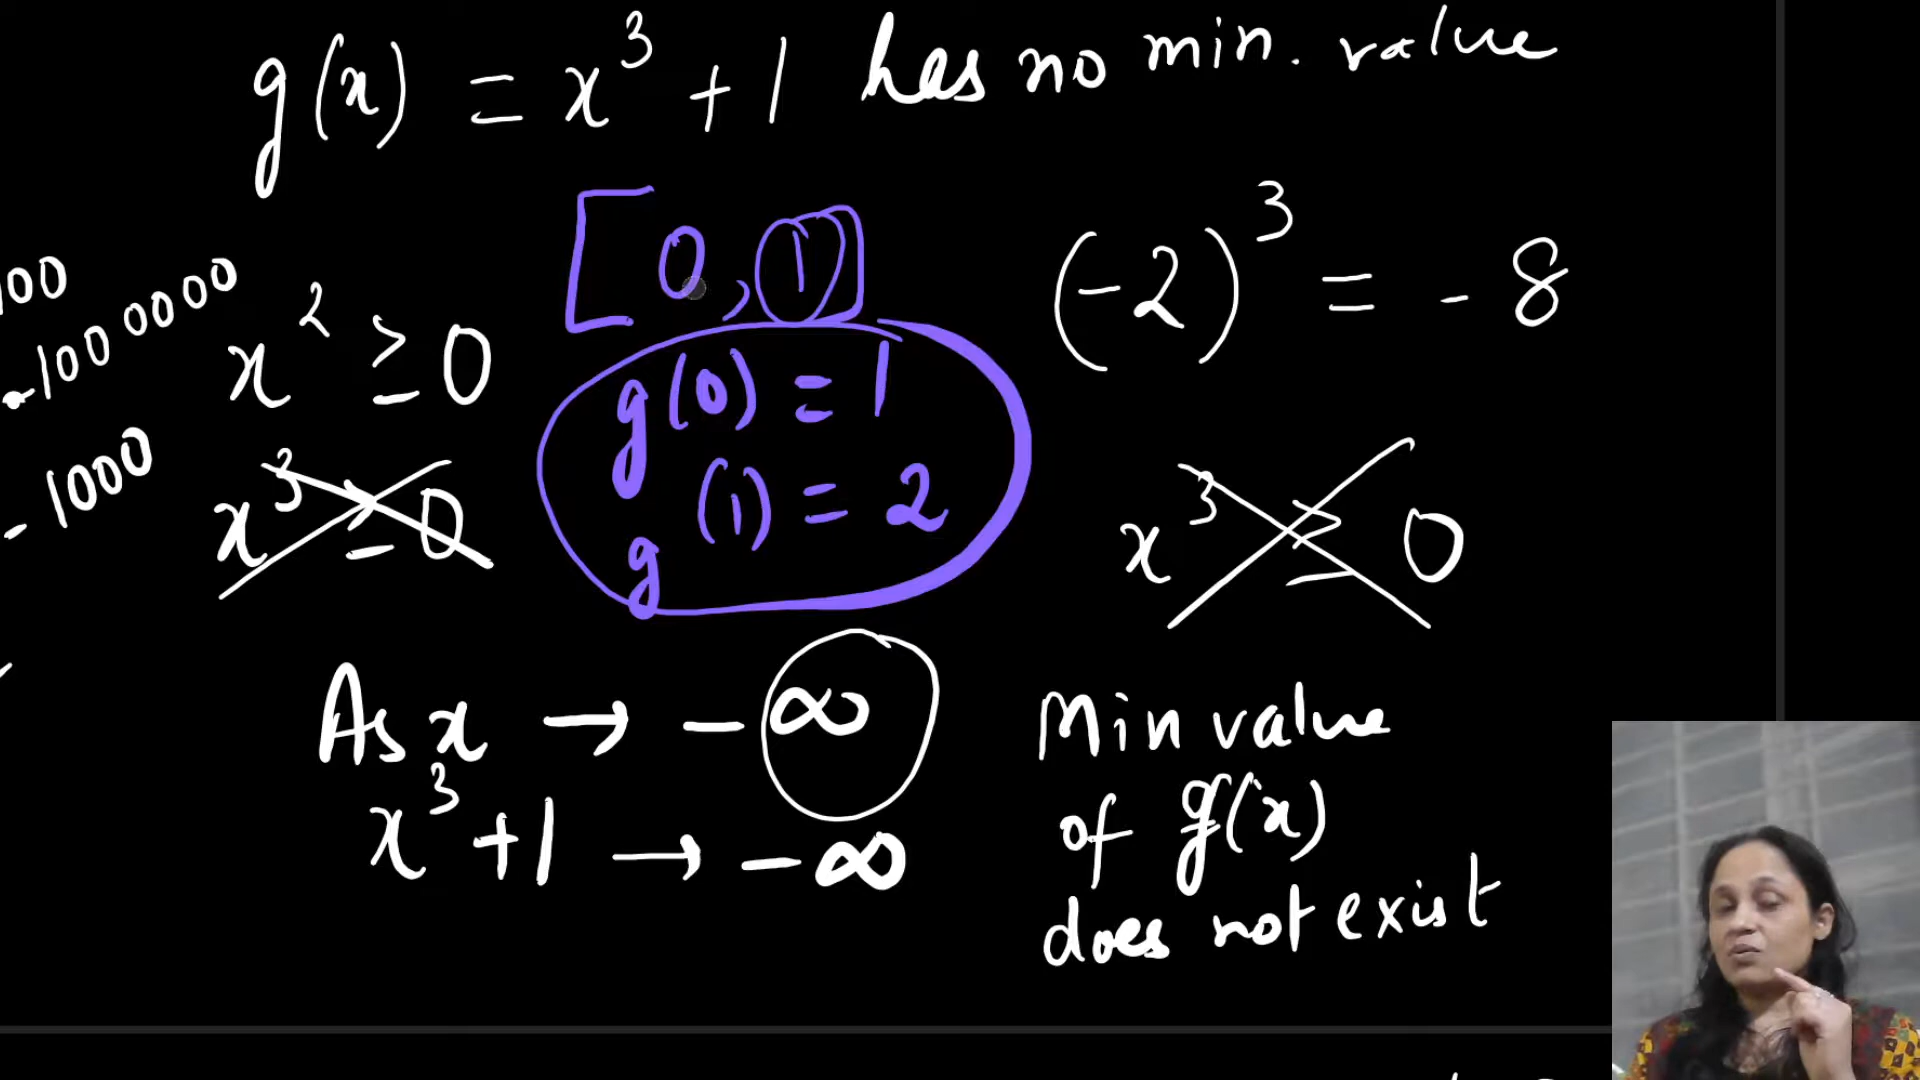 g(x) = x³ + 1 has no min. value
[0, 1]
(-2)³ = -8
00
-100 0000
- 1000
x² ≥ 0
x³ ≥ 0
g(0) = 1
g(1) = 2
x³ ≥ 0
As x → -∞
x³ + 1 → -∞
Min value
of g(x)
does not exist